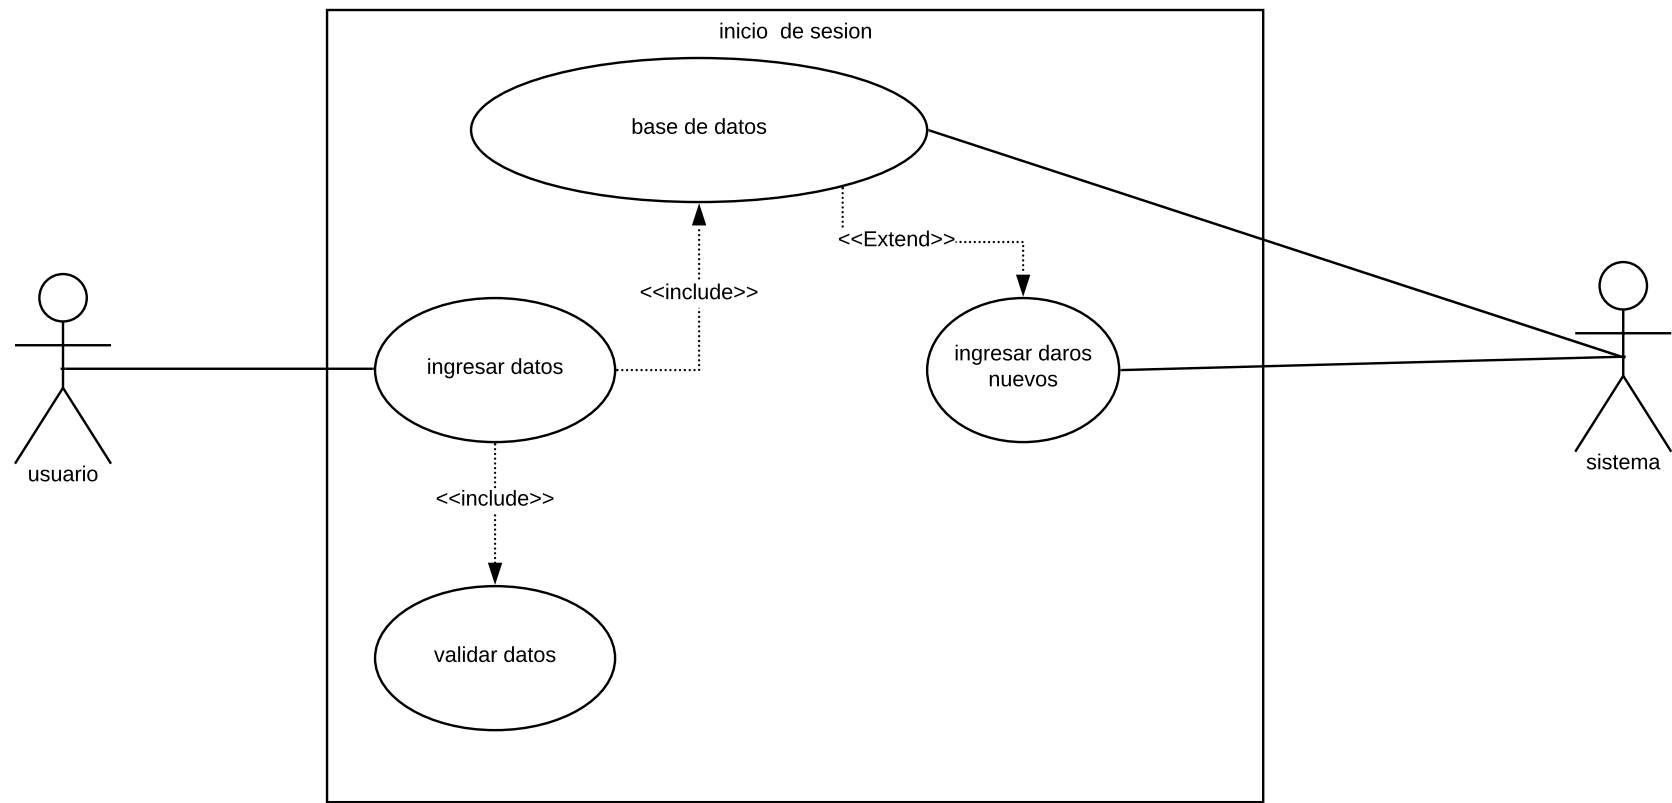 inicio  de sesion
base de datos
<<Extend>>
<<include>>
ingresar datos
ingresar daros
nuevos
usuario
sistema
<<include>>
validar datos